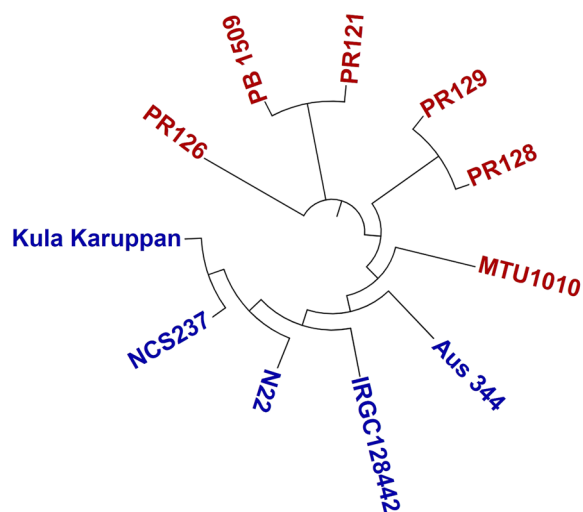 PB 1509
PR121
PR129
PR126
PR128
Kula Karuppan
MTU1010
NCS237
Aus 344
N22
IRGC128442